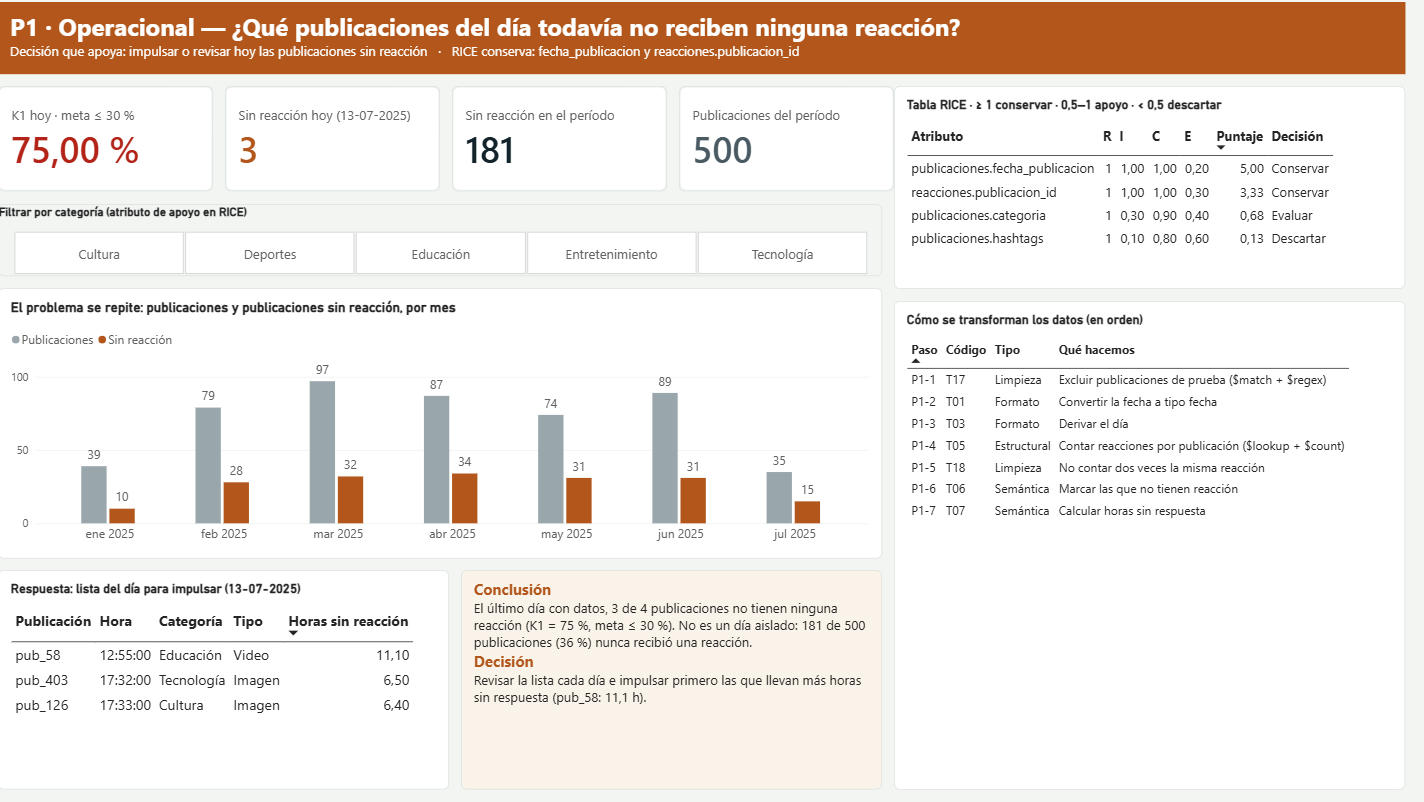 P1 · Operacional — ¿Qué publicaciones del día todavía no reciben ninguna reacción?
Decisión que apoya: impulsar o revisar hoy las publicaciones sin reacción · RICE conserva: fecha_publicacion y reacciones.publicacion_id
K1 hoy · meta ≤ 30 %
75,00 %
Sin reacción hoy (13-07-2025)
3
Sin reacción en el período
181
Publicaciones del período
500
Filtrar por categoría (atributo de apoyo en RICE)
Cultura
Deportes
Educación
Entretenimiento
Tecnología
El problema se repite: publicaciones y publicaciones sin reacción, por mes
Publicaciones Sin reacción
100
50
0
39 10
79 28
97 32
87 34
74 31
89 31
35 15
ene 2025 feb 2025 mar 2025 abr 2025 may 2025 jun 2025 jul 2025
Respuesta: lista del día para impulsar (13-07-2025)
Publicación Hora Categoría Tipo Horas sin reacción
pub_58 12:55:00 Educación Video 11,10
pub_403 17:32:00 Tecnología Imagen 6,50
pub_126 17:33:00 Cultura Imagen 6,40
Conclusión
El último día con datos, 3 de 4 publicaciones no tienen ninguna
reacción (K1 = 75 %, meta ≤ 30 %). No es un día aislado: 181 de 500
publicaciones (36 %) nunca recibió una reacción.
Decisión
Revisar la lista cada día e impulsar primero las que llevan más horas
sin respuesta (pub_58: 11,1 h).
Tabla RICE · ≥ 1 conservar · 0,5–1 apoyo · < 0,5 descartar
Atributo R I C E Puntaje Decisión
publicaciones.fecha_publicacion 1 1,00 1,00 0,20 5,00 Conservar
reacciones.publicacion_id 1 1,00 1,00 0,30 3,33 Conservar
publicaciones.categoria 1 0,30 0,90 0,40 0,68 Evaluar
publicaciones.hashtags 1 0,10 0,80 0,60 0,13 Descartar
Cómo se transforman los datos (en orden)
Paso Código Tipo Qué hacemos
P1-1 T17 Limpieza Excluir publicaciones de prueba ($match + $regex)
P1-2 T01 Formato Convertir la fecha a tipo fecha
P1-3 T03 Formato Derivar el día
P1-4 T05 Estructural Contar reacciones por publicación ($lookup + $count)
P1-5 T18 Limpieza No contar dos veces la misma reacción
P1-6 T06 Semántica Marcar las que no tienen reacción
P1-7 T07 Semántica Calcular horas sin respuesta